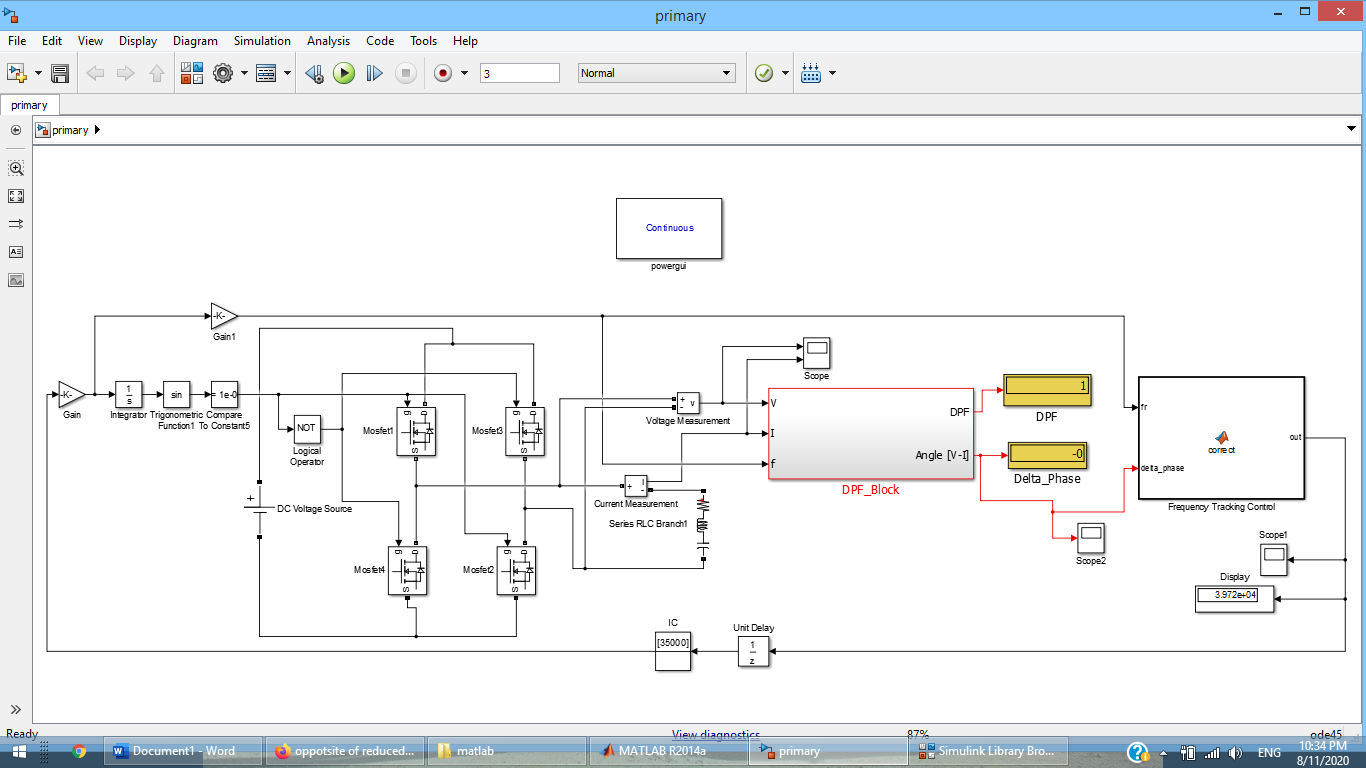 primary
File Edit View Display Diagram Simulation Analysis Code Tools Help
3
Normal
primary
primary
Continuous
powergui
-K-
Gain1
-K-
Gain
1
s
Integrator
sin
Trigonometric
Function1
= 1e-0
Compare
To Constant5
NOT
Logical
Operator
g
D
S
Mosfet1
g
D
S
Mosfet3
+
DC Voltage Source
g
D
S
Mosfet4
g
D
S
Mosfet2
+
-
v
Voltage Measurement
+
-
i
Current Measurement
Series RLC Branch1
Scope
V
I
f
DPF
Angle [V-I]
DPF_Block
1
DPF
-0
Delta_Phase
Scope2
fr
delta_phase
out
correct
Frequency Tracking Control
Scope1
Display
3.972e+04
IC
[35000]
Unit Delay
1
z
Ready
View diagnostics
87%
ode45
Document1 - Word
oppotsite of reduced...
matlab
MATLAB R2014a
primary
Simulink Library Bro...
ENG
10:34 PM
8/11/2020